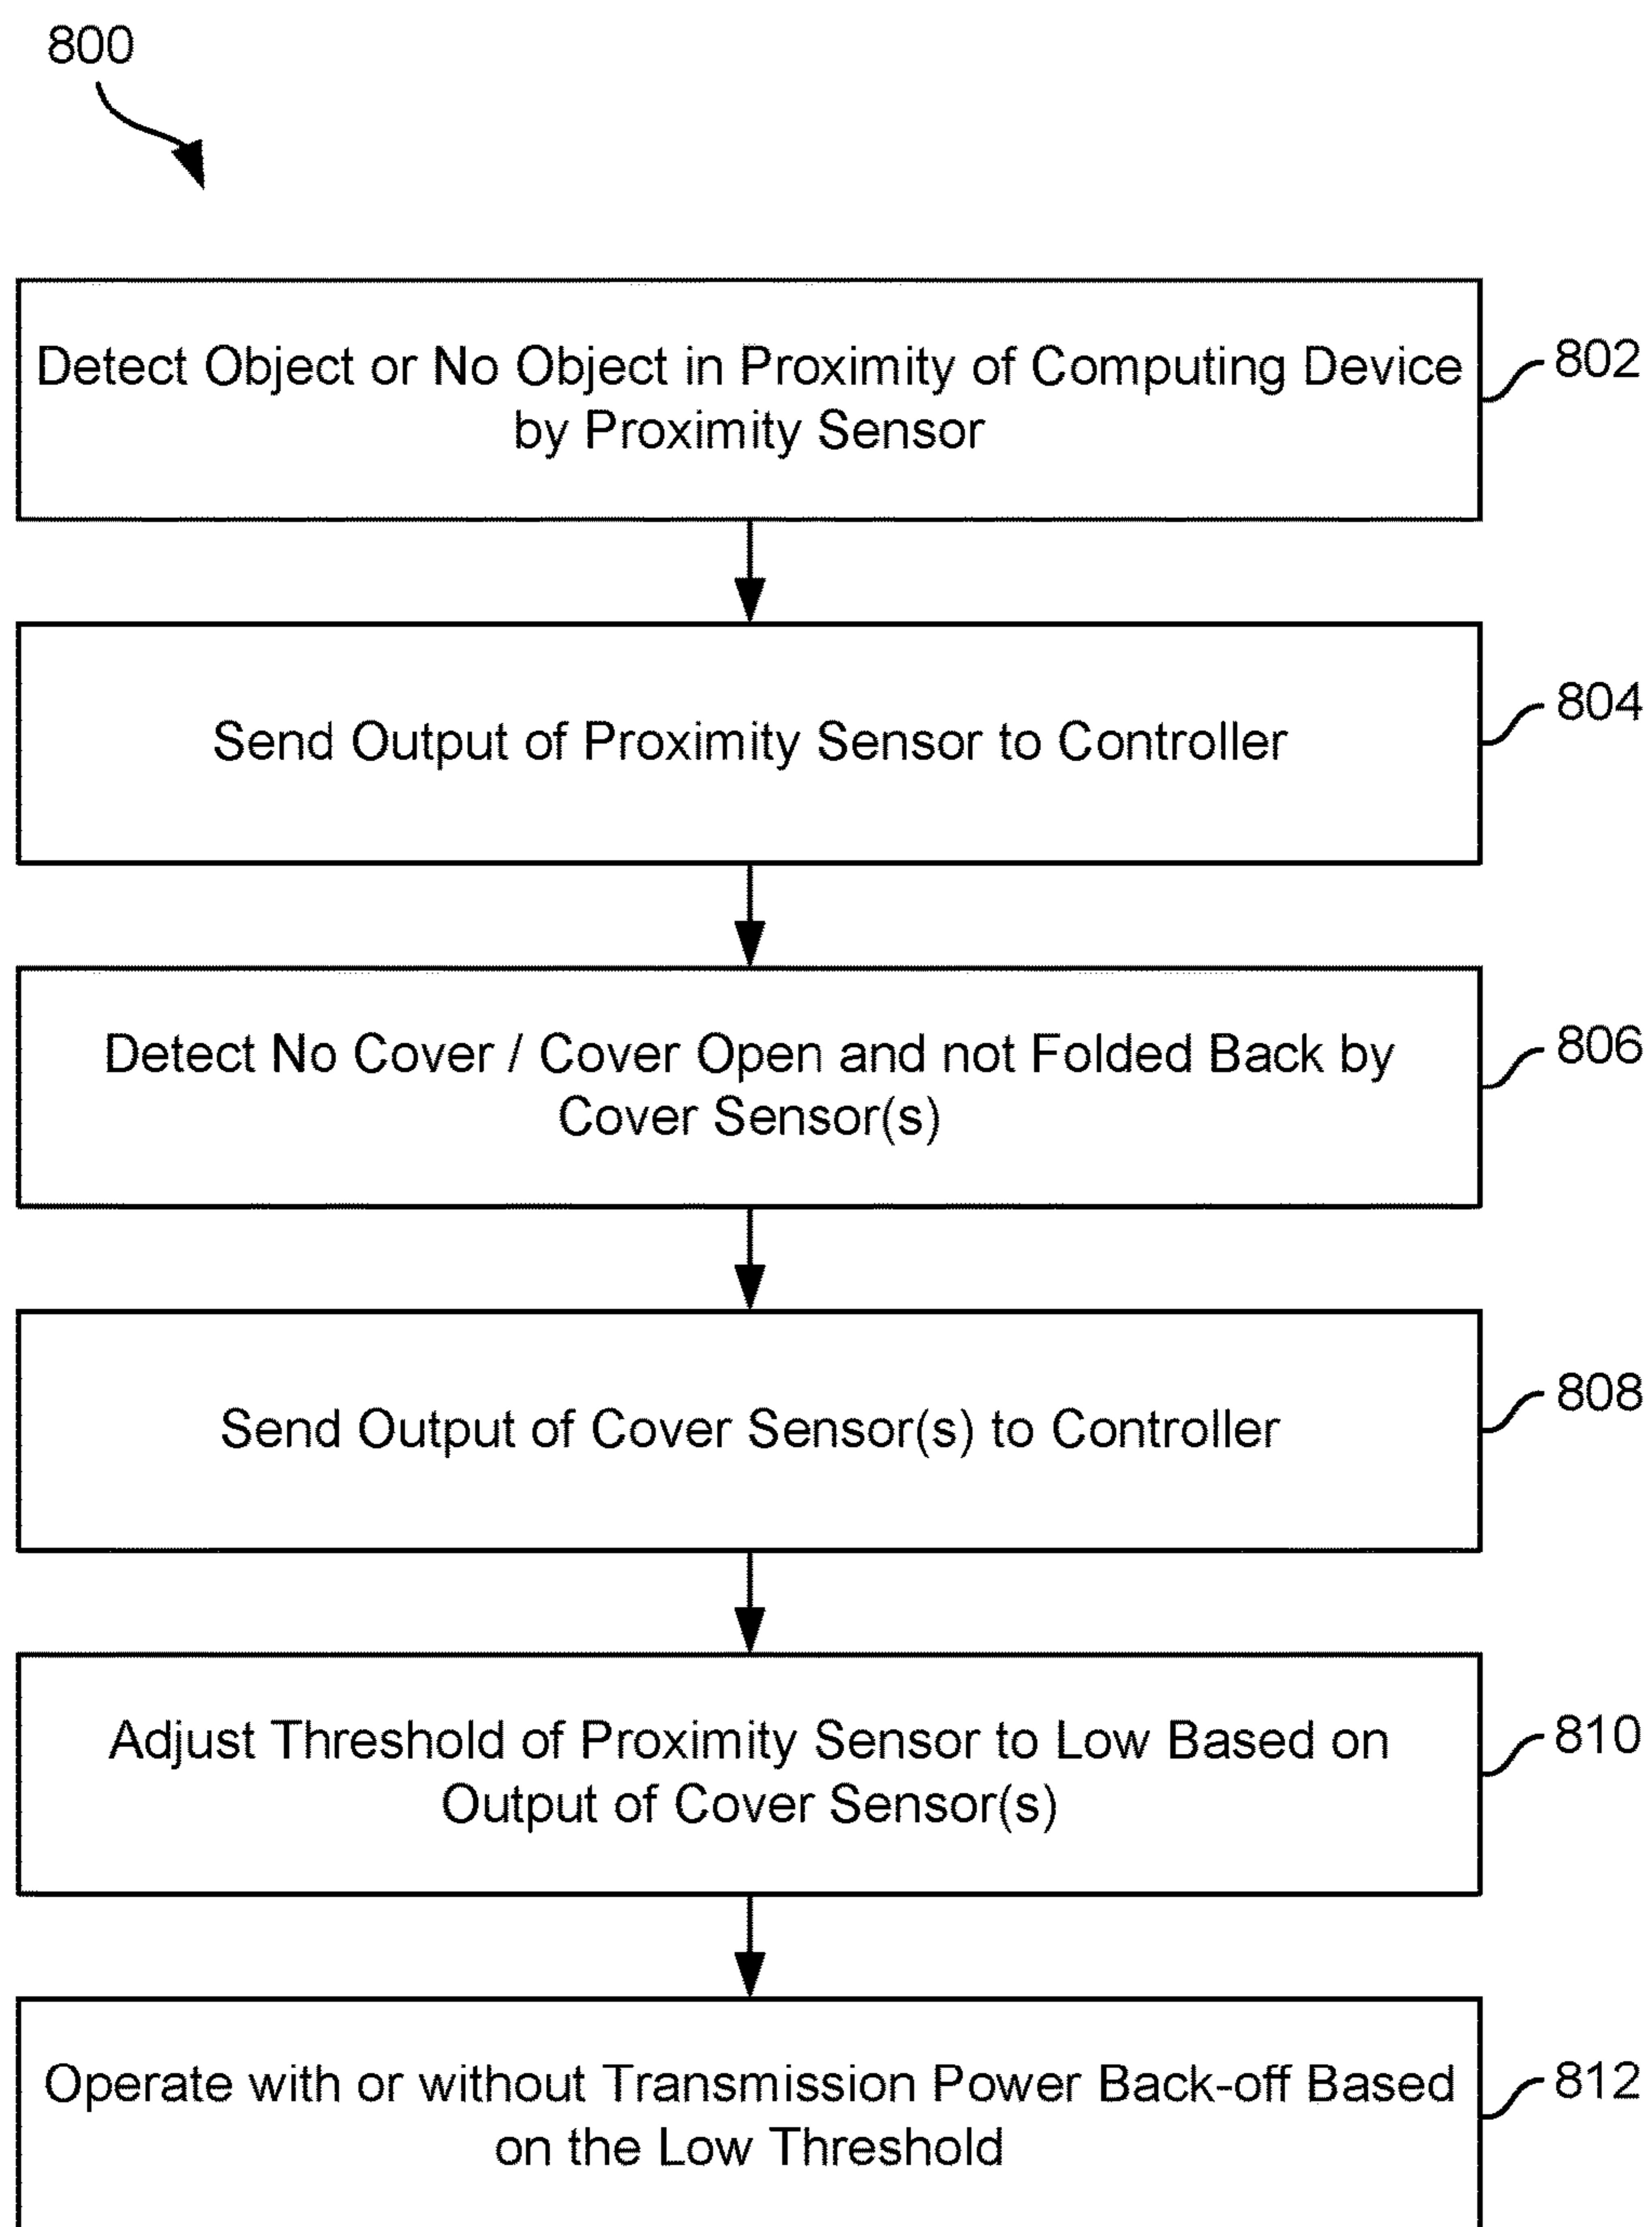 800
Detect Object or No Object in Proximity of Computing Device
by Proximity Sensor
802
Send Output of Proximity Sensor to Controller
804
Detect No Cover / Cover Open and not Folded Back by
Cover Sensor(s)
806
Send Output of Cover Sensor(s) to Controller
808
Adjust Threshold of Proximity Sensor to Low Based on
Output of Cover Sensor(s)
810
Operate with or without Transmission Power Back-off Based
on the Low Threshold
812